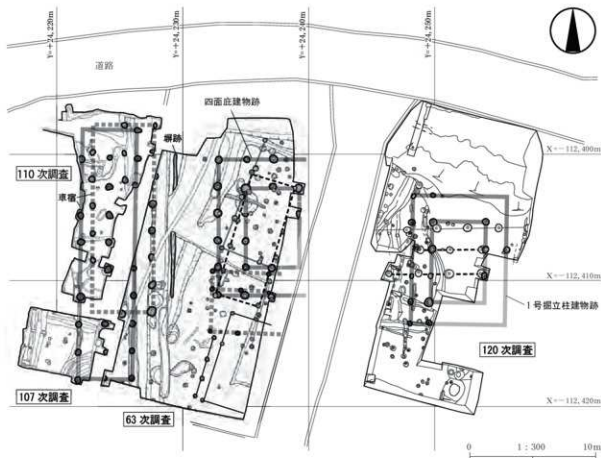 Y=+24,220m
Y=+24,230m
Y=+24,240m
Y=+24,250m
道路
四面庇建物跡
塀跡
X=-112,400m
110 次調査
車宿
X=-112,410m
1号掘立柱建物跡
120 次調査
107 次調査
63 次調査
X=-112,420m
0
1 : 300
10m